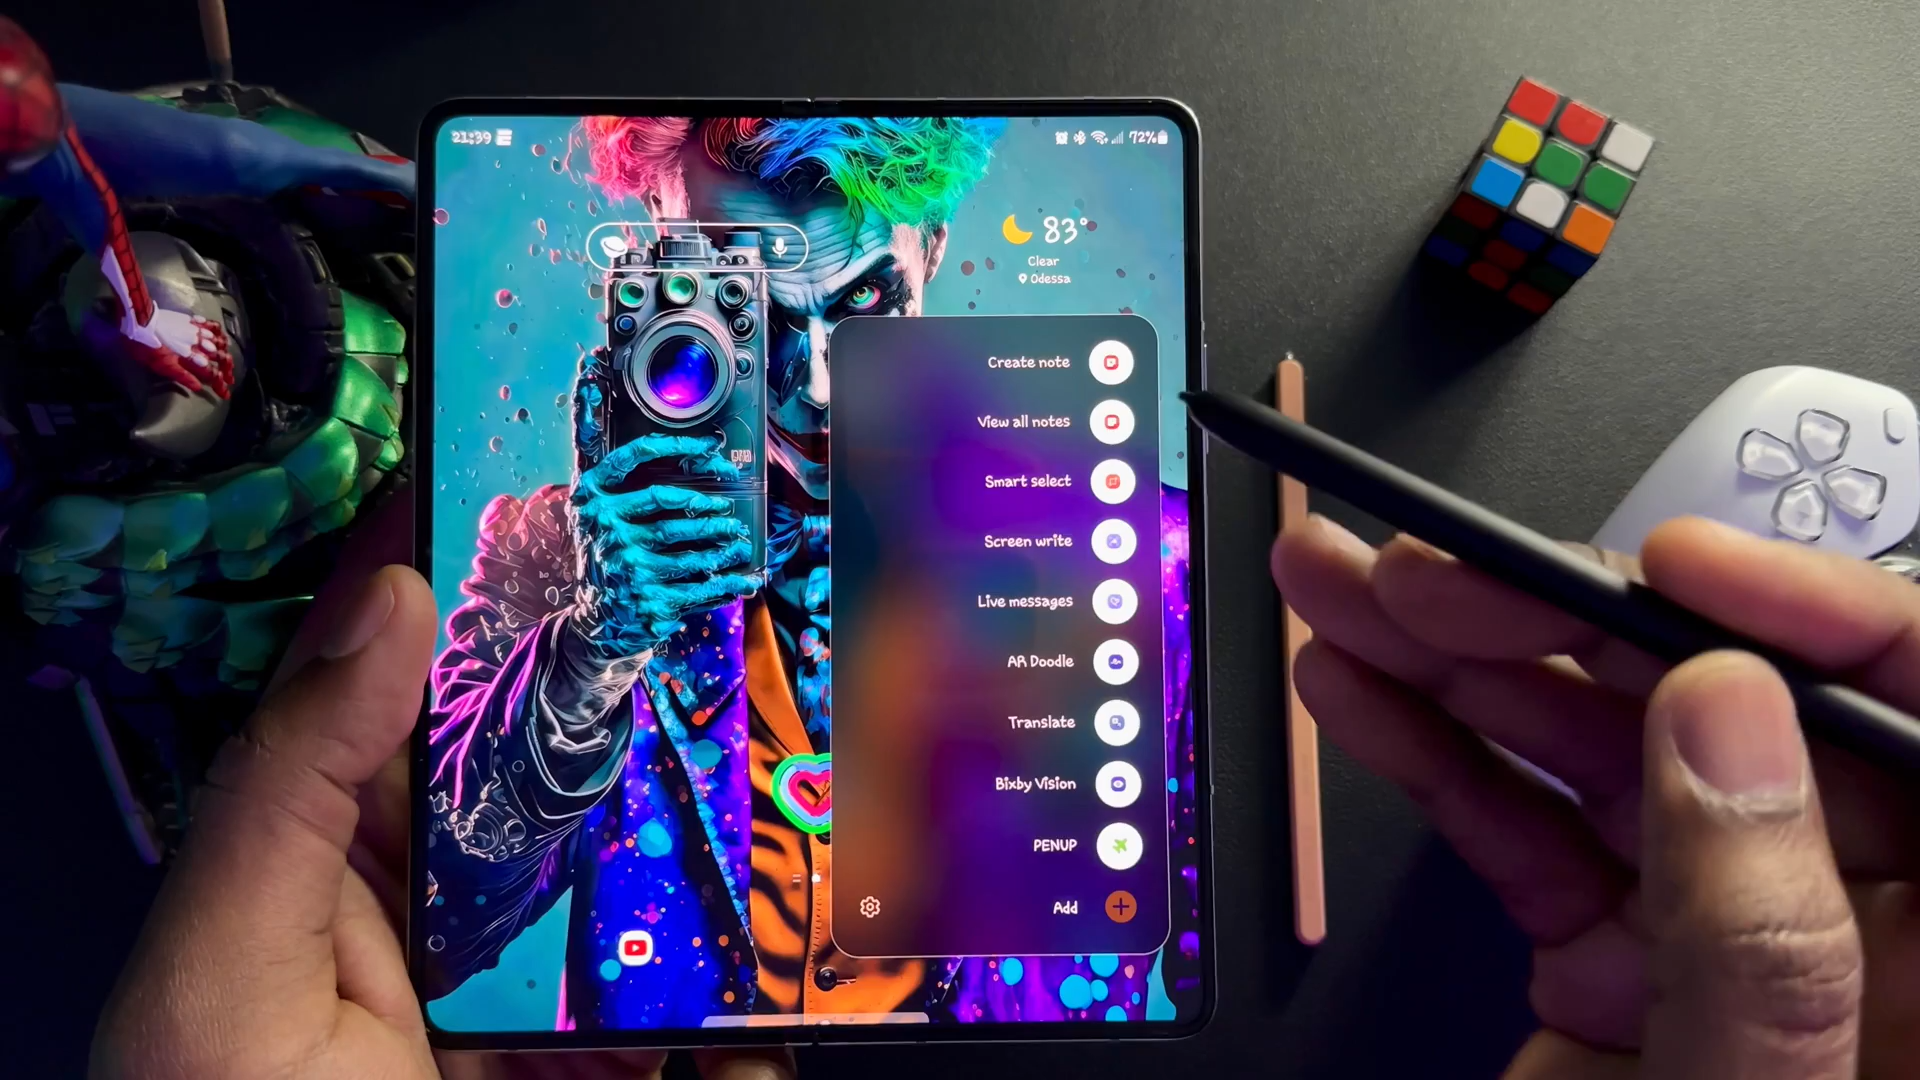 21:39
72%
83°
Clear
Odessa
Create note
View all notes
Smart select
Screen write
Live messages
AR Doodle
Translate
Bixby Vision
PENUP
Add